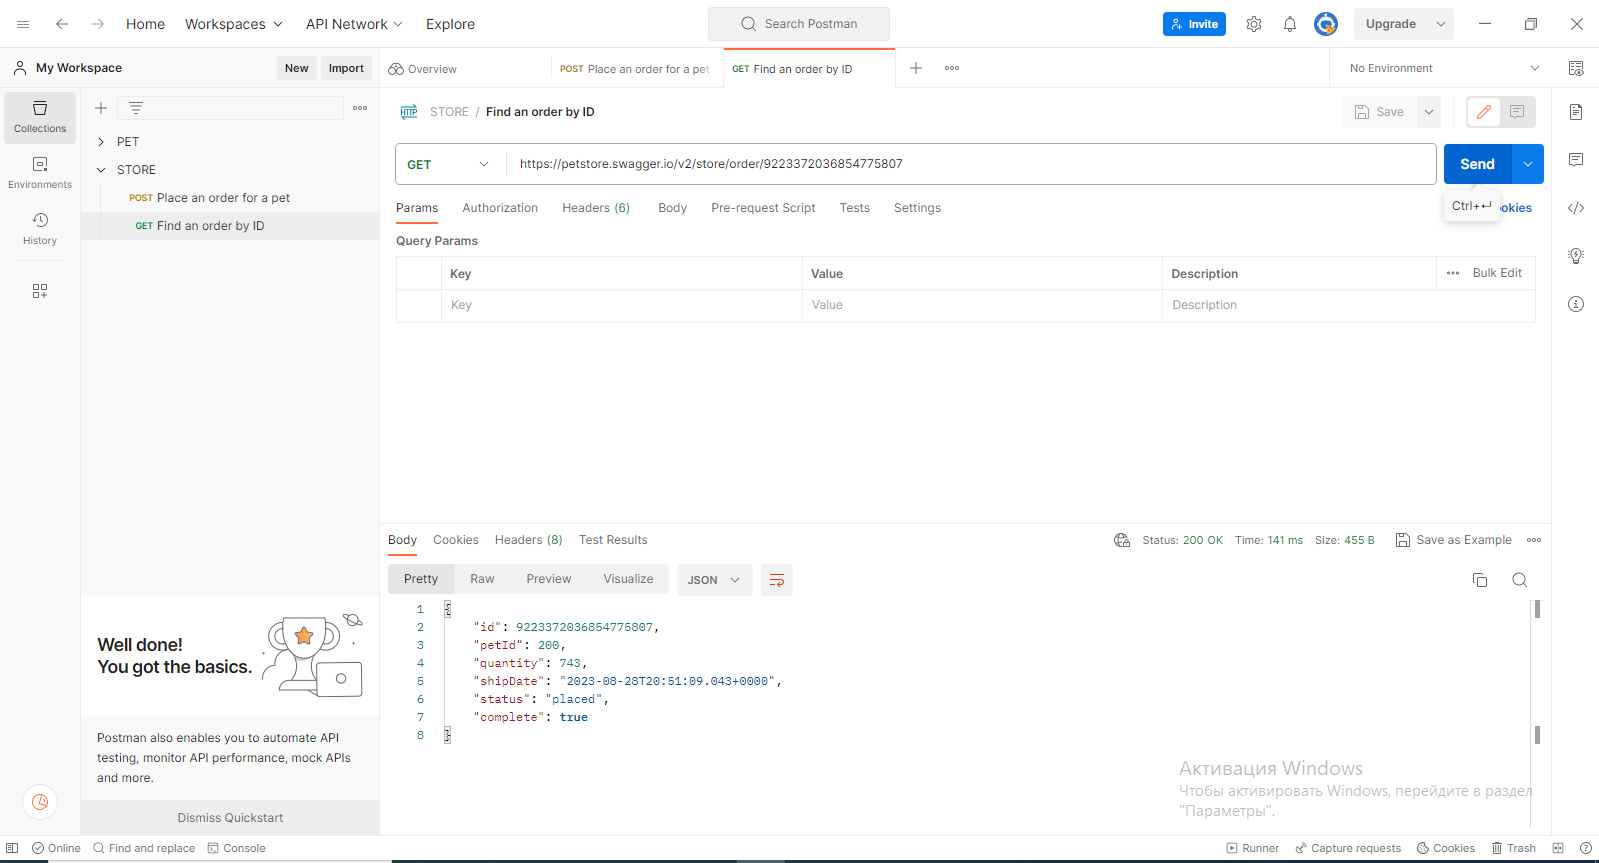 Home Workspaces API Network Explore Search Postman Invite Upgrade
My Workspace New Import Overview POST Place an order for a pet GET Find an order by ID No Environment
Collections
Environments
History
PET
STORE
POST Place an order for a pet
GET Find an order by ID
HTTP STORE / Find an order by ID Save
GET https://petstore.swagger.io/v2/store/order/9223372036854775807 Send
Params Authorization Headers (6) Body Pre-request Script Tests Settings ookies
Ctrl+↵
Query Params
Key Value Description Bulk Edit
Key Value Description
Body Cookies Headers (8) Test Results Status: 200 OK Time: 141 ms Size: 455 B Save as Example
Pretty Raw Preview Visualize JSON
1 {
2 "id": 9223372036854775807,
3 "petId": 200,
4 "quantity": 743,
5 "shipDate": "2023-08-28T20:51:09.043+0000",
6 "status": "placed",
7 "complete": true
8 }
Well done!
You got the basics.
Postman also enables you to automate API
testing, monitor API performance, mock APIs
and more.
Dismiss Quickstart
Активация Windows
Чтобы активировать Windows, перейдите в раздел
"Параметры".
Online Find and replace Console Runner Capture requests Cookies Trash